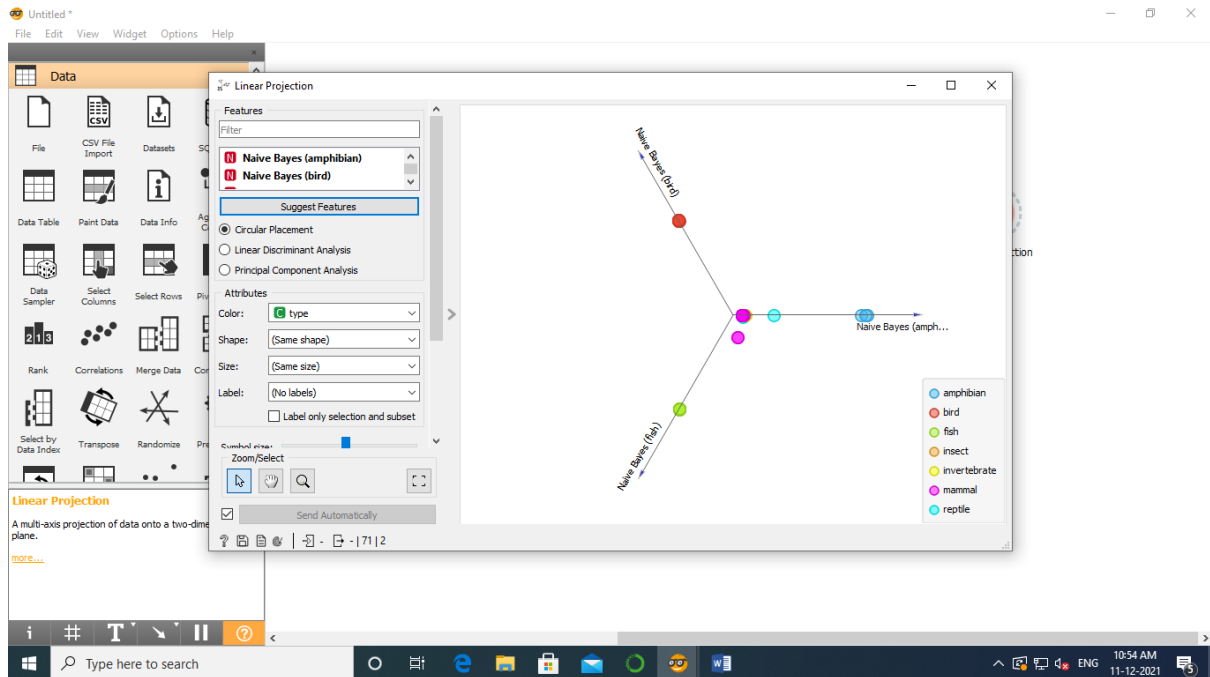 Untitled *
File Edit View Widget Options Help
Data
File
CSV File
Import
Datasets
Data Table
Paint Data
Data Info
Data
Sampler
Select
Columns
Select Rows
Rank
Correlations
Merge Data
Select by
Data Index
Transpose
Randomize
Linear Projection
A multi-axis projection of data onto a two-dime
plane.
more...
Linear Projection
Features
Filter
Naive Bayes (amphibian)
Naive Bayes (bird)
Suggest Features
Circular Placement
Linear Discriminant Analysis
Principal Component Analysis
Attributes
Color: type
Shape: (Same shape)
Size: (Same size)
Label: (No labels)
Label only selection and subset
Symbol size:
Zoom/Select
Send Automatically
- | 71 | 2
Naive Bayes (bird)
Naive Bayes (amph...
Naive Bayes (fish)
amphibian
bird
fish
insect
invertebrate
mammal
reptile
ction
Type here to search
ENG
10:54 AM
11-12-2021
5